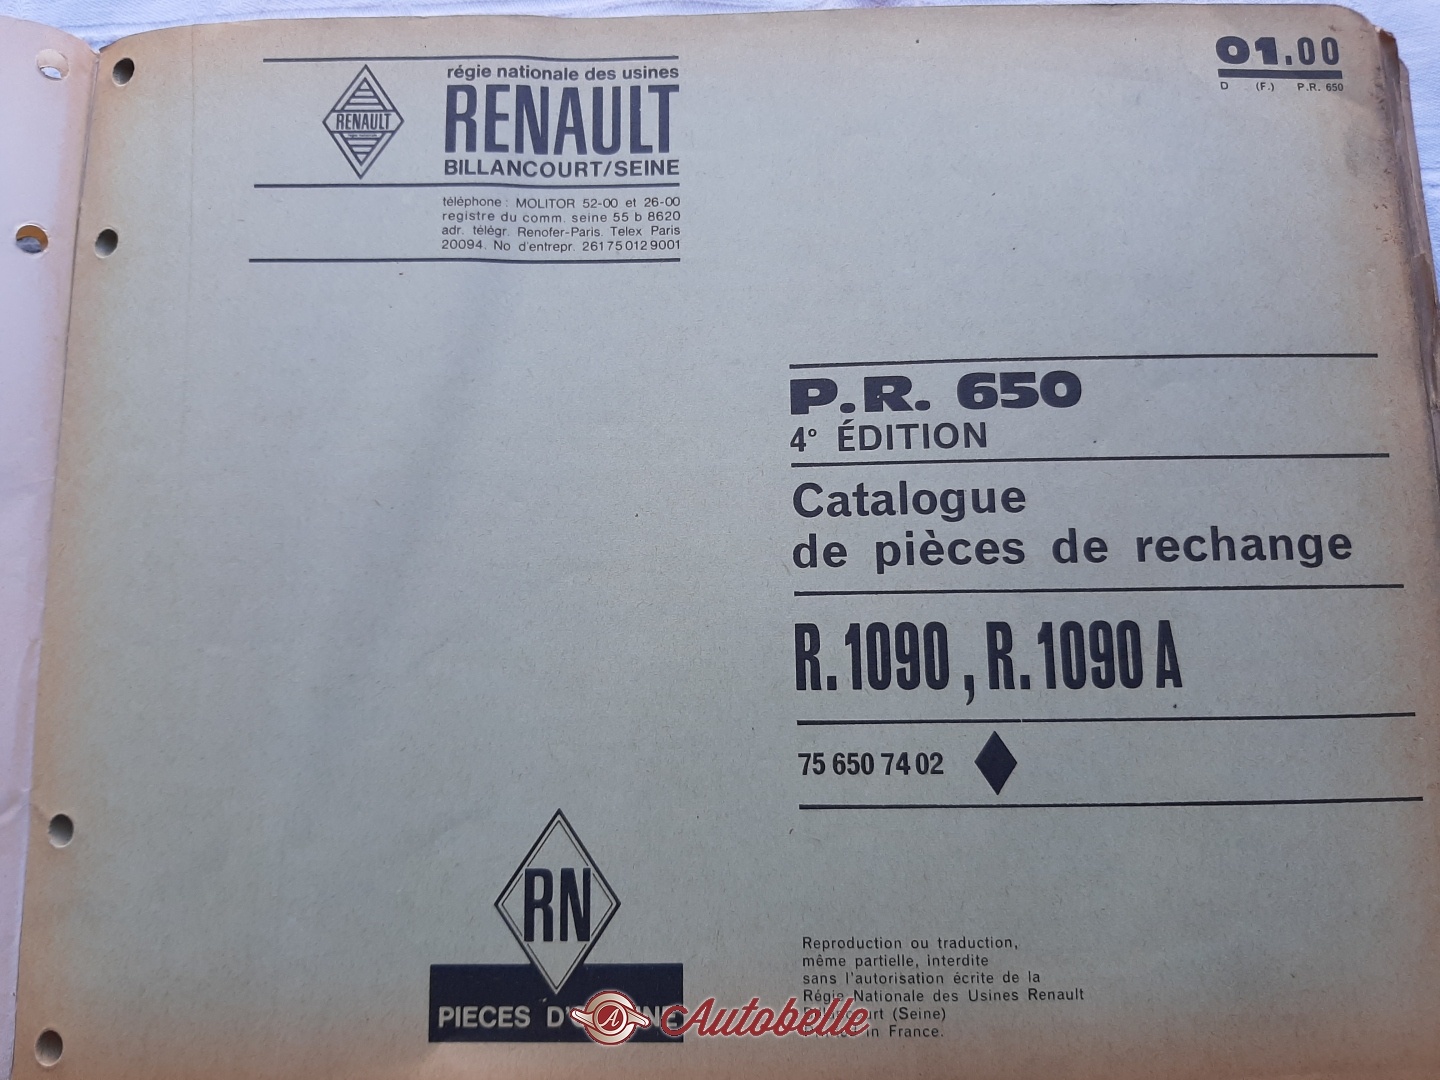 01.00
D (F.) P.R. 650
régie nationale des usines
RENAULT
BILLANCOURT/SEINE
RENAULT
téléphone : MOLITOR 52-00 et 26-00
registre du comm. seine 55 b 8620
adr. télégr. Renofer-Paris. Telex Paris
20094. No d'entrepr. 261 75 012 9001
P.R. 650
4° ÉDITION
Catalogue
de pièces de rechange
R.1090, R.1090 A
75 650 74 02
RN
PIECES
Reproduction ou traduction,
même partielle, interdite
sans l'autorisation écrite de la
Régie Nationale des Usines Renault
(Seine)
in France.
A Autobelle